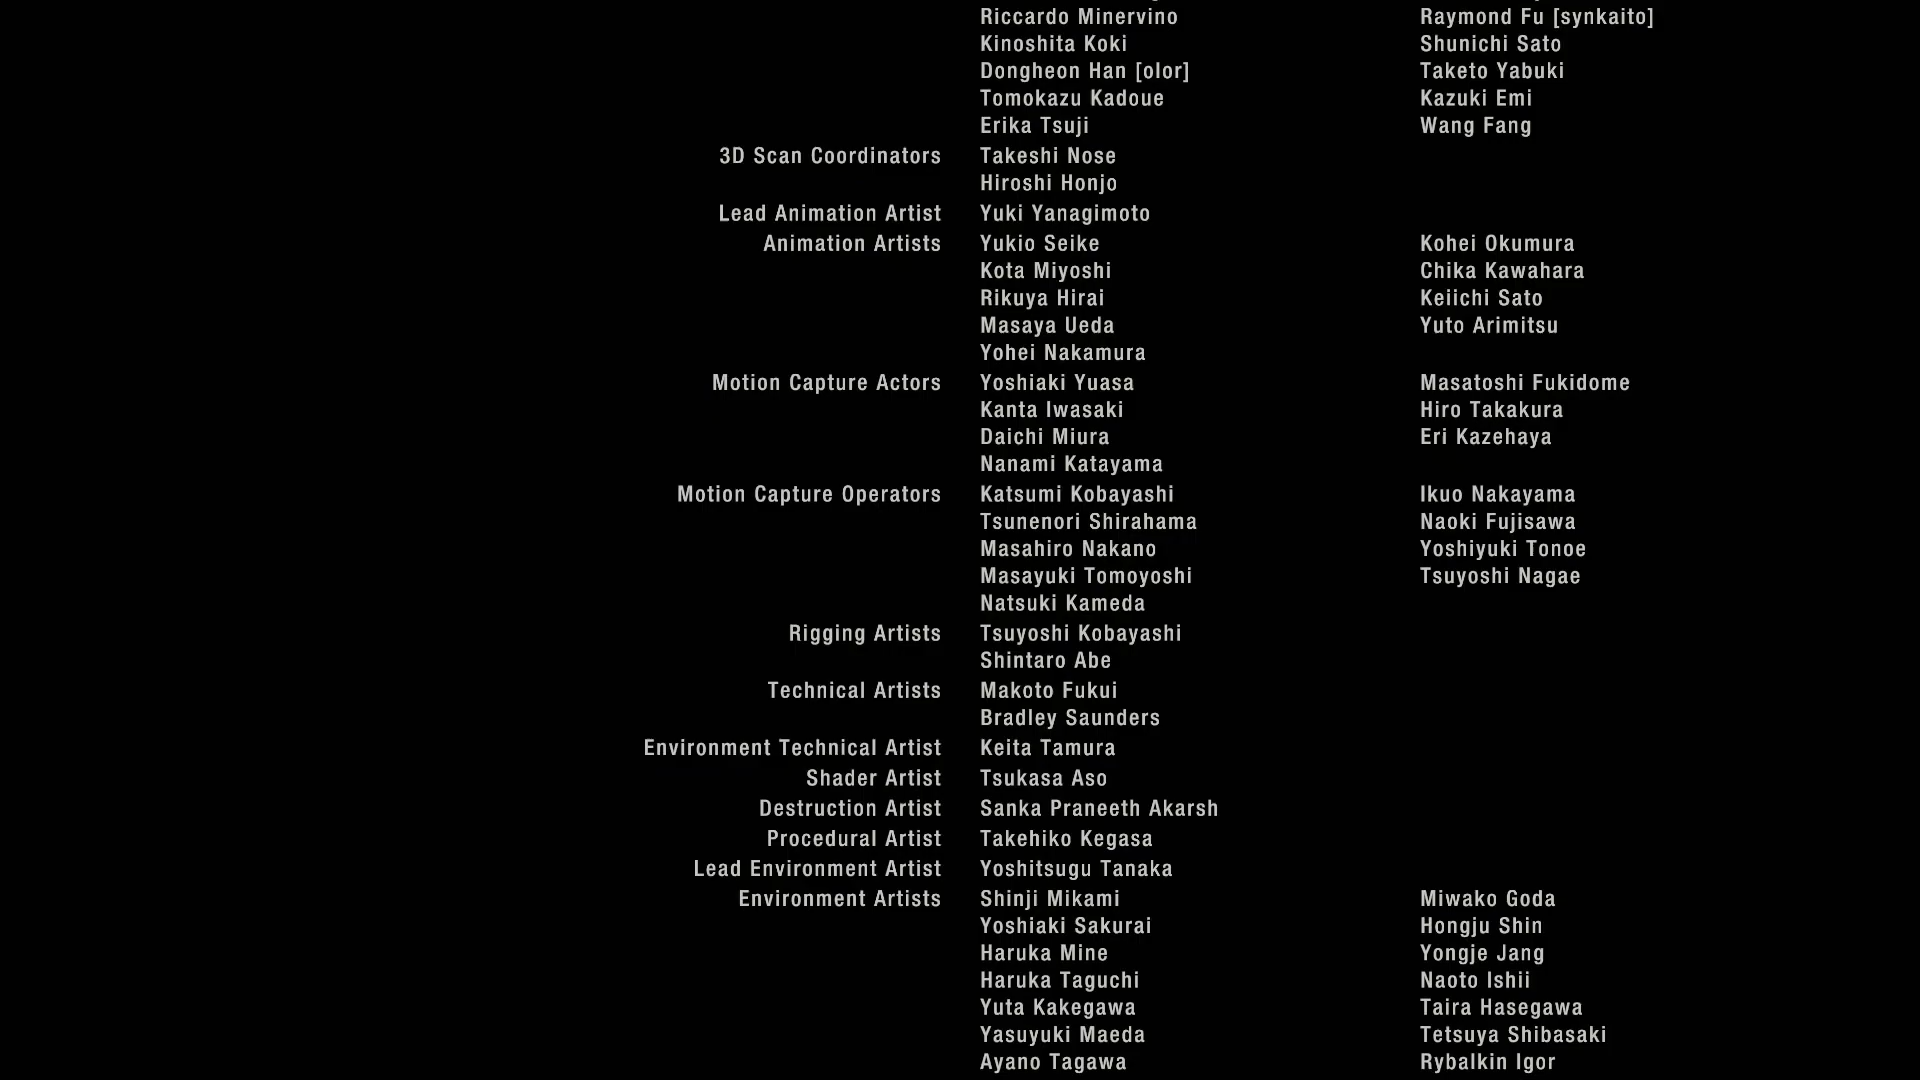 Riccardo Minervino Raymond Fu [synkaito]
Kinoshita Koki Shunichi Sato
Dongheon Han [olor] Taketo Yabuki
Tomokazu Kadoue Kazuki Emi
Erika Tsuji Wang Fang
3D Scan Coordinators Takeshi Nose
Hiroshi Honjo
Lead Animation Artist Yuki Yanagimoto
Animation Artists Yukio Seike Kohei Okumura
Kota Miyoshi Chika Kawahara
Rikuya Hirai Keiichi Sato
Masaya Ueda Yuto Arimitsu
Yohei Nakamura
Motion Capture Actors Yoshiaki Yuasa Masatoshi Fukidome
Kanta Iwasaki Hiro Takakura
Daichi Miura Eri Kazehaya
Nanami Katayama
Motion Capture Operators Katsumi Kobayashi Ikuo Nakayama
Tsunenori Shirahama Naoki Fujisawa
Masahiro Nakano Yoshiyuki Tonoe
Masayuki Tomoyoshi Tsuyoshi Nagae
Natsuki Kameda
Rigging Artists Tsuyoshi Kobayashi
Shintaro Abe
Technical Artists Makoto Fukui
Bradley Saunders
Environment Technical Artist Keita Tamura
Shader Artist Tsukasa Aso
Destruction Artist Sanka Praneeth Akarsh
Procedural Artist Takehiko Kegasa
Lead Environment Artist Yoshitsugu Tanaka
Environment Artists Shinji Mikami Miwako Goda
Yoshiaki Sakurai Hongju Shin
Haruka Mine Yongje Jang
Haruka Taguchi Naoto Ishii
Yuta Kakegawa Taira Hasegawa
Yasuyuki Maeda Tetsuya Shibasaki
Ayano Tagawa Rybalkin Igor